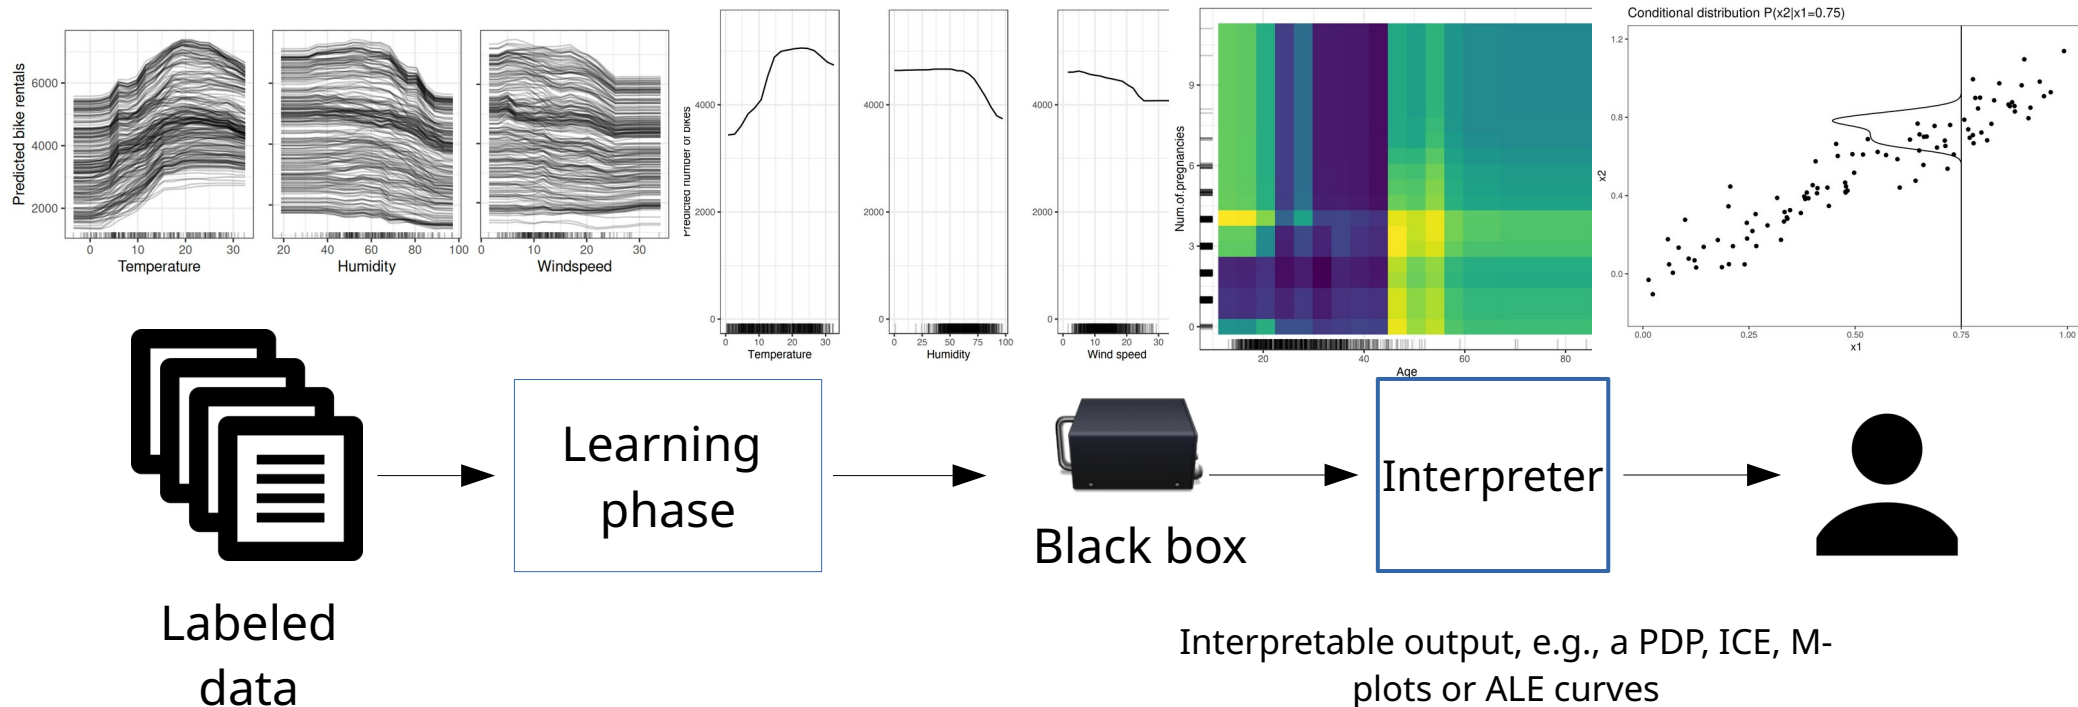 Predicted bike rentals
6000
4000
2000
0 10 20 30
Temperature
20 40 60 80 100
Humidity
0 10 20 30
Windspeed
Predicted number of bikes
4000
2000
0
0 10 20 30
Temperature
4000
2000
0
0 25 50 75 100
Humidity
4000
2000
0
0 10 20 30
Wind speed
Num.of.pregnancies
9
6
3
0
20 40 60 80
Age
Conditional distribution P(x2|x1=0.75)
x2
1.2
0.8
0.4
0.0
0.00 0.25 0.50 0.75 1.00
x1
Learning
phase
Interpreter
Black box
Labeled
data
Interpretable output, e.g., a PDP, ICE, M-
plots or ALE curves